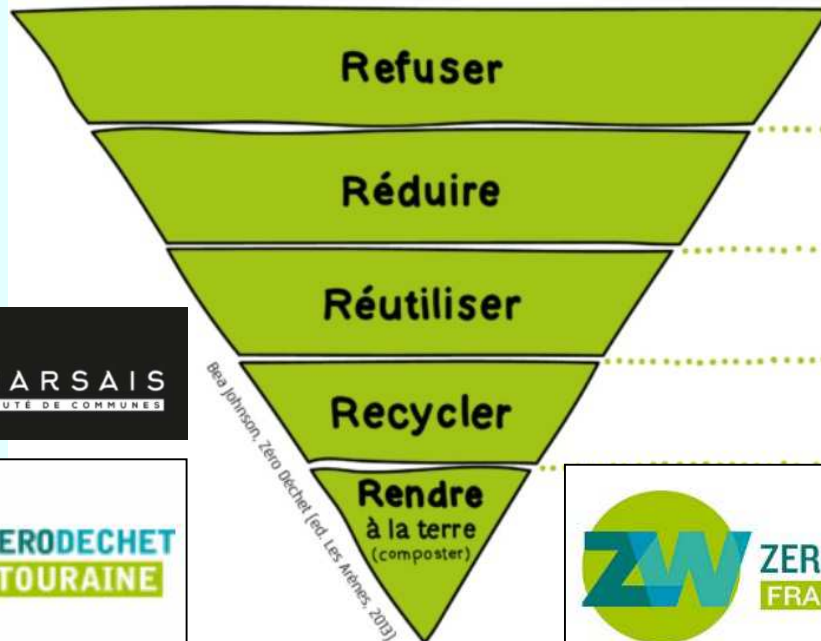 Refuser
Réduire
Réutiliser
Recycler
Rendre
à la terre
(composter)
Bea Johnson, Zéro Déchet (ed. Les Arènes, 2013)
ARSAIS
UTÉ DE COMMUNES
ERODECHET
TOURAINE
ZW
ZER
FRA